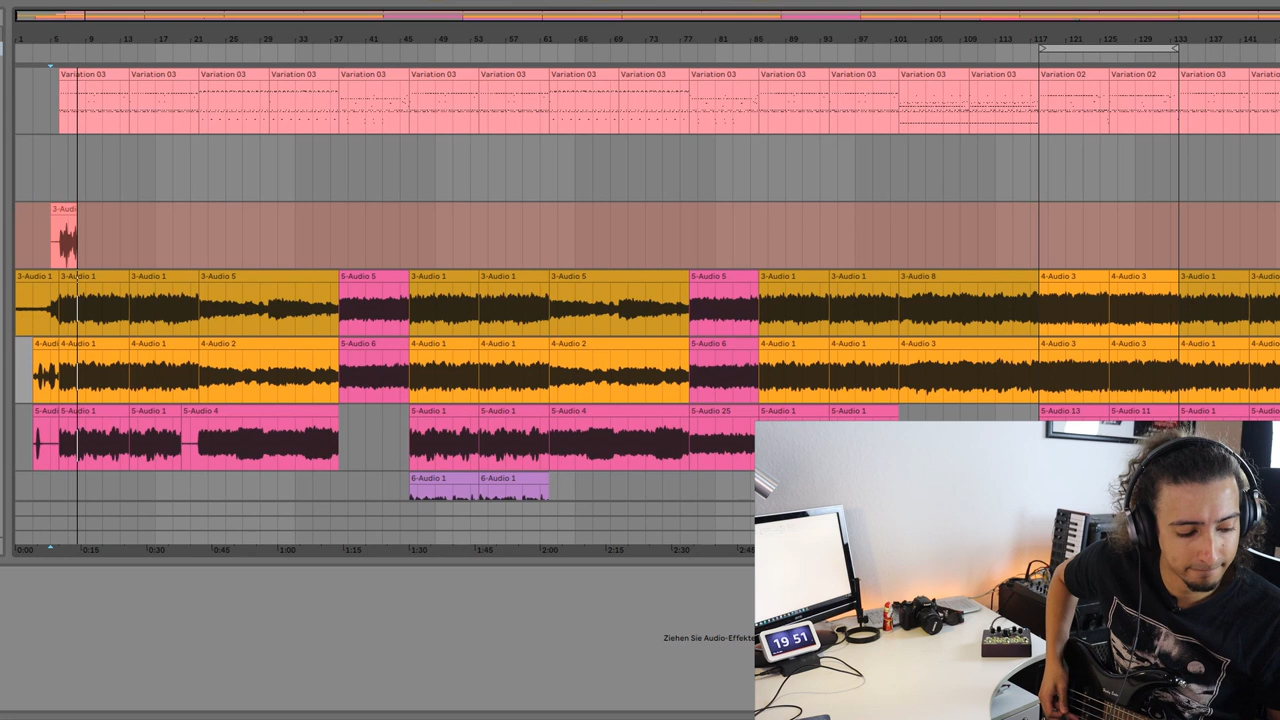 1 5 9 13 17 21 25 29 33 37 41 45 49 53 57 61 65 69 73 77 81 85 89 93 97 101 105 109 113 117 121 125 129 133 137 141
Variation 03 Variation 03 Variation 03 Variation 03 Variation 03 Variation 03 Variation 03 Variation 03 Variation 03 Variation 03 Variation 03 Variation 03 Variation 03 Variation 03 Variation 02 Variation 02 Variation 03 Variati
3-Audi
3-Audio 1 3-Audio 1 3-Audio 1 3-Audio 5 5-Audio 5 3-Audio 1 3-Audio 1 3-Audio 5 5-Audio 5 3-Audio 1 3-Audio 1 3-Audio 8 4-Audio 3 4-Audio 3 3-Audio 1 3-Audio
4-Audi 4-Audio 1 4-Audio 1 4-Audio 2 5-Audio 6 4-Audio 1 4-Audio 1 4-Audio 2 5-Audio 6 4-Audio 1 4-Audio 1 4-Audio 3 4-Audio 3 4-Audio 3 4-Audio 1 4-Audio
5-Audi 5-Audio 1 5-Audio 1 5-Audio 4 5-Audio 1 5-Audio 1 5-Audio 4 5-Audio 25 5-Audio 1 5-Audio 1 5-Audio 13 5-Audio 11 5-Audio 1 5-Audio
6-Audio 1 6-Audio 1
0:00 0:15 0:30 0:45 1:00 1:15 1:30 1:45 2:00 2:15 2:30 2:45
Ziehen Sie Audio-Effekte
19 51